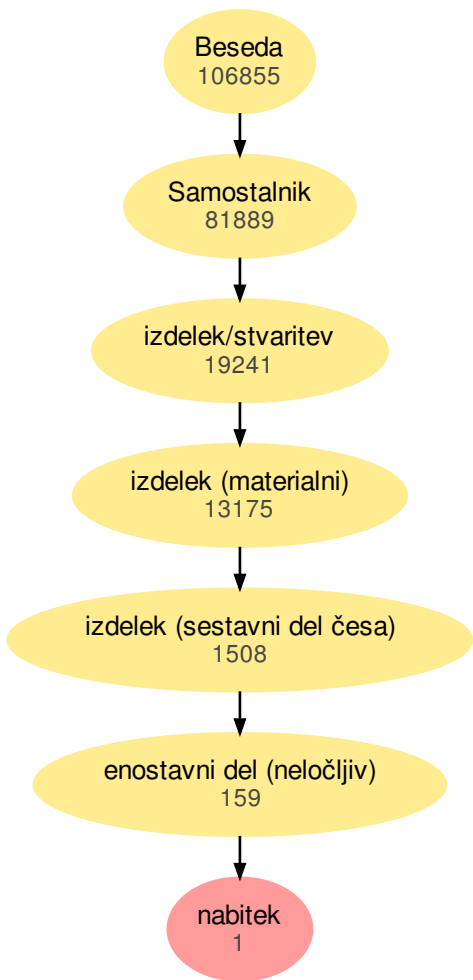 Beseda
106855
Samostalnik
81889
izdelek/stvaritev
19241
izdelek (materialni)
13175
izdelek (sestavni del česa)
1508
enostavni del (neločljiv)
159
nabitek
1